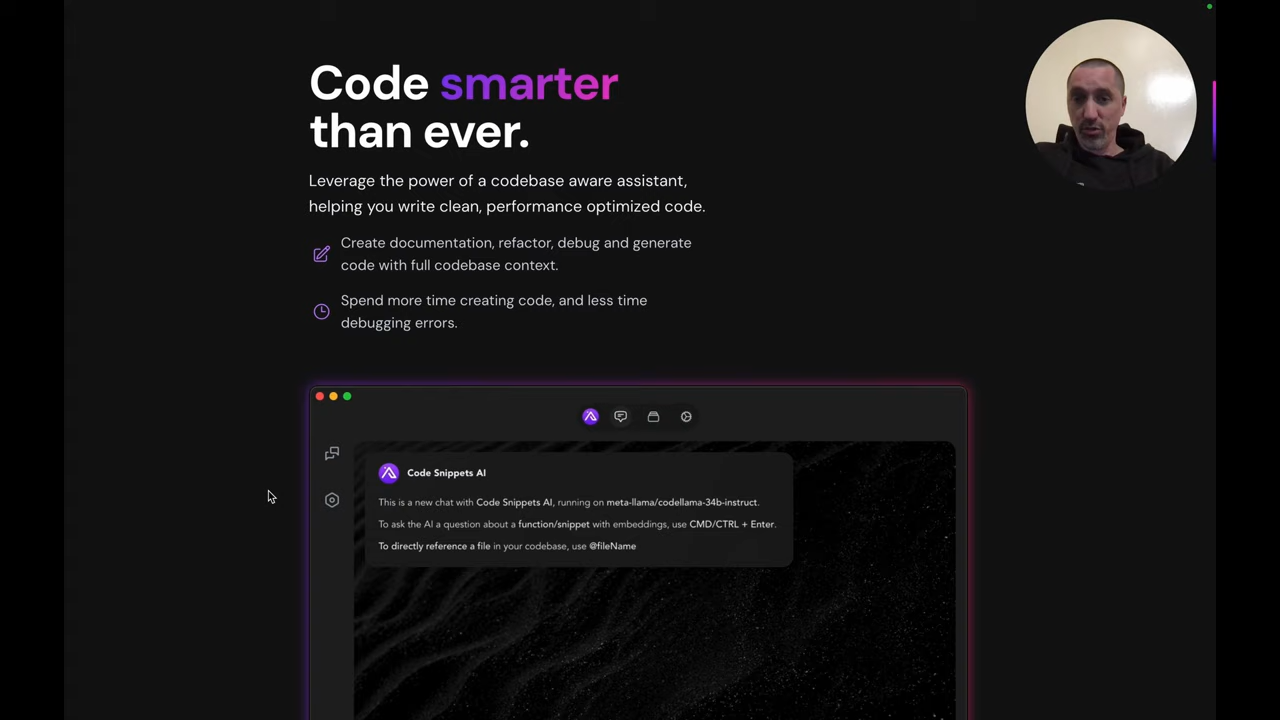 Code smarter
than ever.
Leverage the power of a codebase aware assistant,
helping you write clean, performance optimized code.
Create documentation, refactor, debug and generate
code with full codebase context.
Spend more time creating code, and less time
debugging errors.
Code Snippets AI
This is a new chat with Code Snippets AI, running on meta-llama/codellama-34b-instruct.
To ask the AI a question about a function/snippet with embeddings, use CMD/CTRL + Enter.
To directly reference a file in your codebase, use @fileName